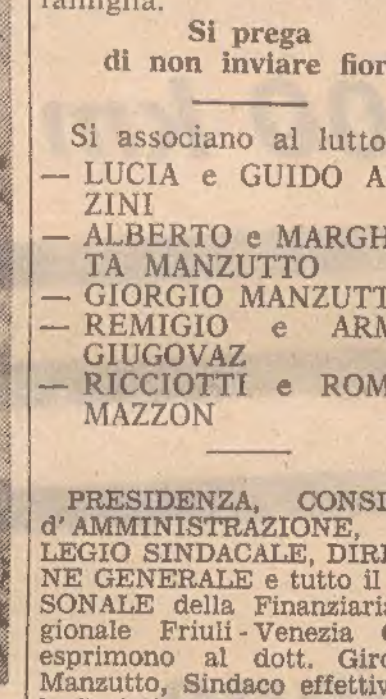 famiglia.
Si prega
di non inviare fior
Si associano al lutto
— LUCIA e GUIDO A
ZINI
— ALBERTO e MARGH
TA MANZUTTO
— GIORGIO MANZUTT
— REMIGIO e ARM
GIUGOVAZ
— RICCIOTTI e ROM
MAZZON
PRESIDENZA, CONSI
d'AMMINISTRAZIONE,
LEGIO SINDACALE, DIRE
NE GENERALE e tutto il
SONALE della Finanziaria
gionale Friuli-Venezia
esprimono al dott. Giro
Manzutto, Sindaco effettiv